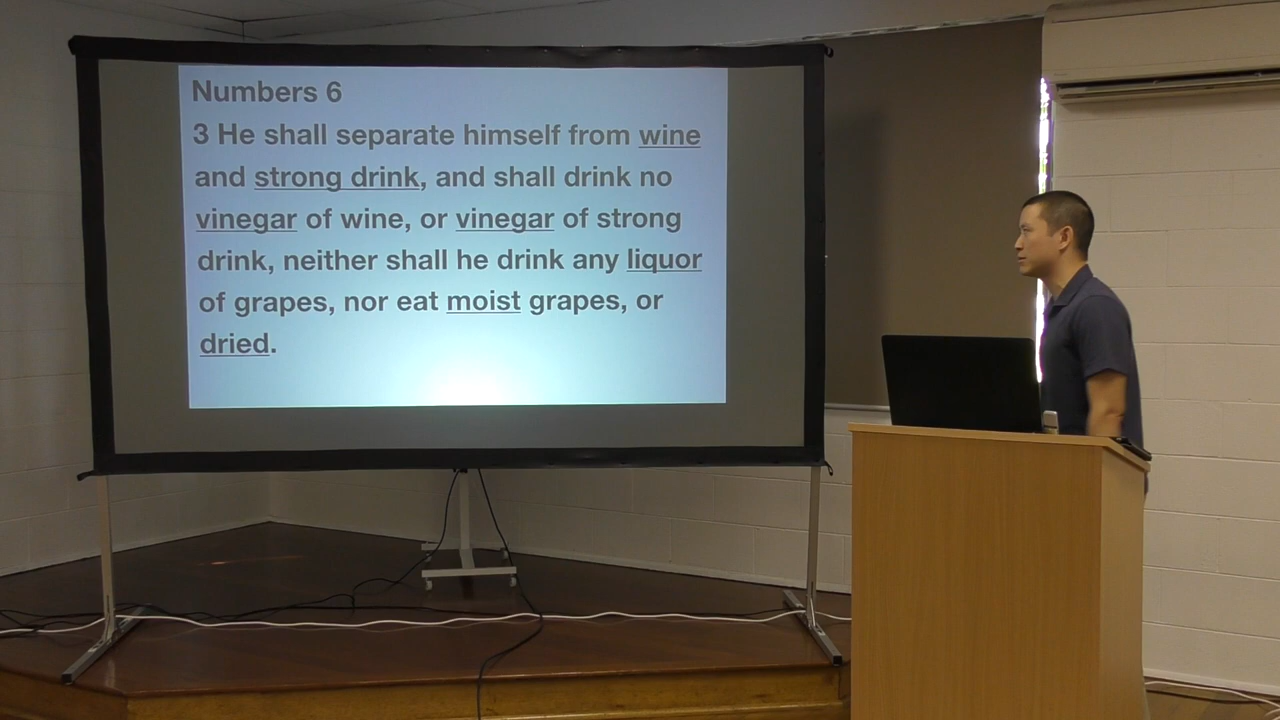 Numbers 6
3 He shall separate himself from wine
and strong drink, and shall drink no
vinegar of wine, or vinegar of strong
drink, neither shall he drink any liquor
of grapes, nor eat moist grapes, or
dried.